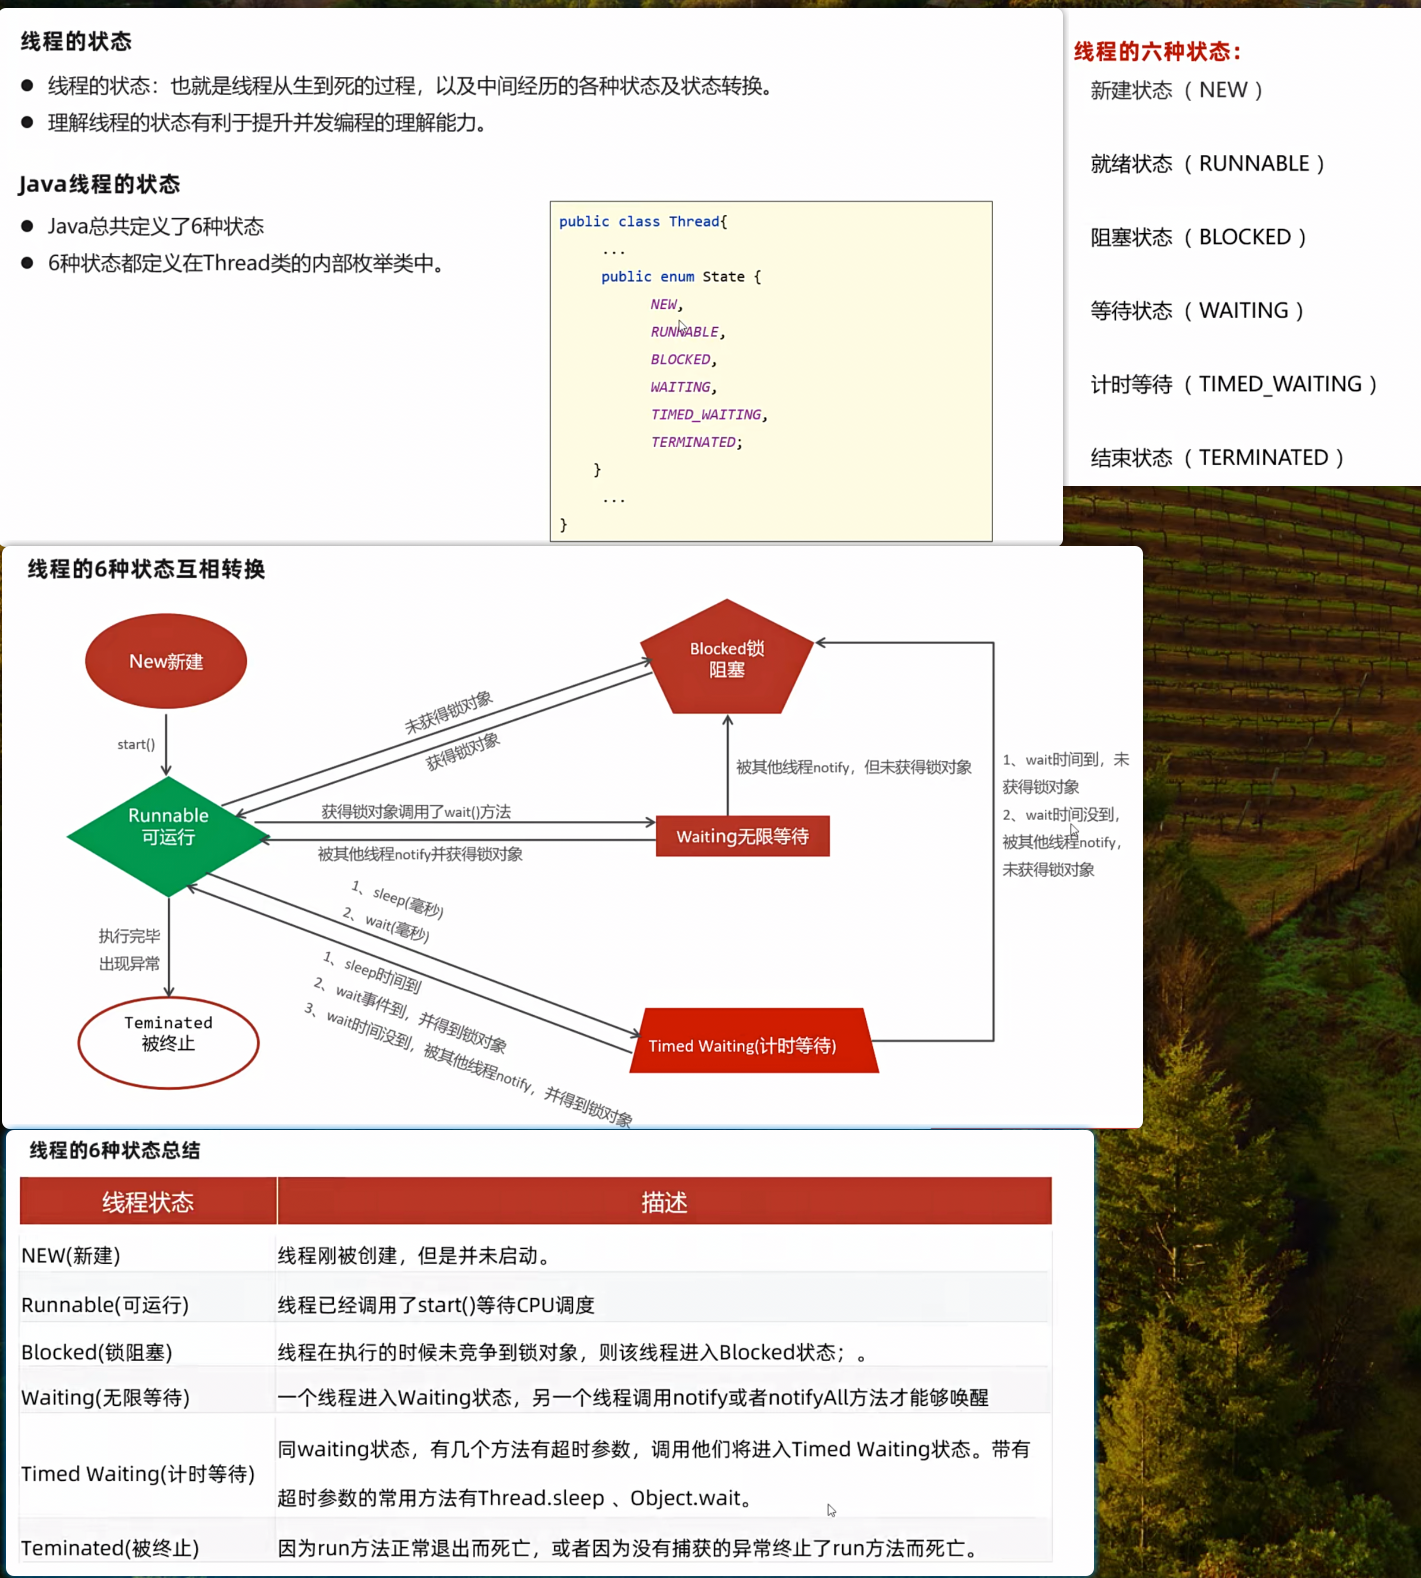 线程的状态
线程的状态：也就是线程从生到死的过程，以及中间经历的各种状态及状态转换。
理解线程的状态有利于提升并发编程的理解能力。
Java线程的状态
Java总共定义了6种状态
6种状态都定义在Thread类的内部枚举类中。
public class Thread{
...
public enum State {
NEW,
RUNNABLE,
BLOCKED,
WAITING,
TIMED_WAITING,
TERMINATED;
}
...
}
线程的六种状态：
新建状态（ NEW ）
就绪状态（ RUNNABLE ）
阻塞状态（ BLOCKED ）
等待状态（ WAITING ）
计时等待（ TIMED_WAITING ）
结束状态（ TERMINATED ）
线程的6种状态互相转换
New新建
start()
Runnable
可运行
执行完毕
出现异常
Teminated
被终止
未获得锁对象
获得锁对象
Blocked锁
阻塞
获得锁对象调用了wait()方法
被其他线程notify并获得锁对象
Waiting无限等待
被其他线程notify，但未获得锁对象
1、sleep(毫秒)
2、wait(毫秒)
1、sleep时间到
2、wait事件到，并得到锁对象
3、wait时间没到，被其他线程notify，并得到锁对象
Timed Waiting(计时等待)
1、wait时间到，未
获得锁对象
2、wait时间没到，
被其他线程notify，
未获得锁对象
线程的6种状态总结
线程状态 描述
NEW(新建) 线程刚被创建，但是并未启动。
Runnable(可运行) 线程已经调用了start()等待CPU调度
Blocked(锁阻塞) 线程在执行的时候未竞争到锁对象，则该线程进入Blocked状态；。
Waiting(无限等待) 一个线程进入Waiting状态，另一个线程调用notify或者notifyAll方法才能够唤醒
Timed Waiting(计时等待) 同waiting状态，有几个方法有超时参数，调用他们将进入Timed Waiting状态。带有
超时参数的常用方法有Thread.sleep 、Object.wait。
Teminated(被终止) 因为run方法正常退出而死亡，或者因为没有捕获的异常终止了run方法而死亡。